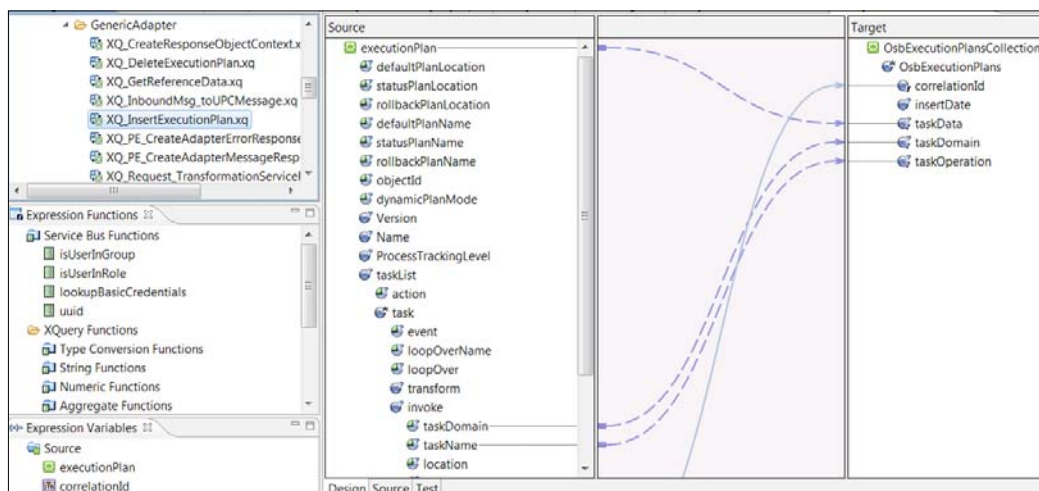 GenericAdapter
XQ_CreateResponseObjectContext.x
XQ_DeleteExecutionPlan.xq
XQ_GetReferenceData.xq
XQ_InboundMsg_toUPCMessage.xq
XQ_InsertExecutionPlan.xq
XQ_PE_CreateAdapterErrorResponse
XQ_PE_CreateAdapterMessageResp
XQ_Request_TransformationServiceI
Expression Functions
Service Bus Functions
isUserInGroup
isUserInRole
lookupBasicCredentials
uuid
XQuery Functions
Type Conversion Functions
String Functions
Numeric Functions
Aggregate Functions
Expression Variables
Source
executionPlan
correlationId
Source
executionPlan
defaultPlanLocation
statusPlanLocation
rollbackPlanLocation
defaultPlanName
statusPlanName
rollbackPlanName
objectId
dynamicPlanMode
Version
Name
ProcessTrackingLevel
taskList
action
task
event
loopOverName
loopOver
transform
invoke
taskDomain
taskName
location
Design Source Test
Target
OsbExecutionPlansCollection
OsbExecutionPlans
correlationId
insertDate
taskData
taskDomain
taskOperation